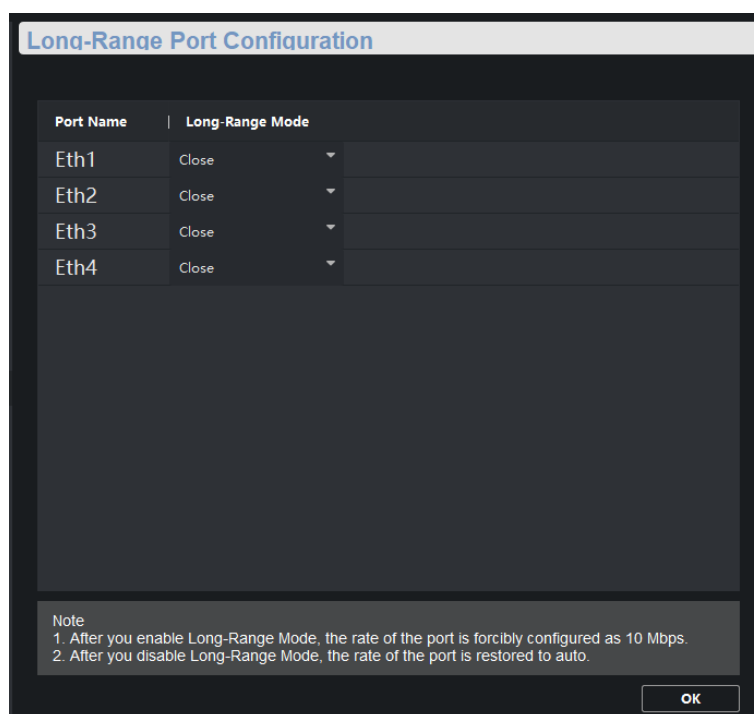 Long-Range Port Configuration
Port Name | Long-Range Mode
Eth1 Close
Eth2 Close
Eth3 Close
Eth4 Close
Note
1. After you enable Long-Range Mode, the rate of the port is forcibly configured as 10 Mbps.
2. After you disable Long-Range Mode, the rate of the port is restored to auto.
OK